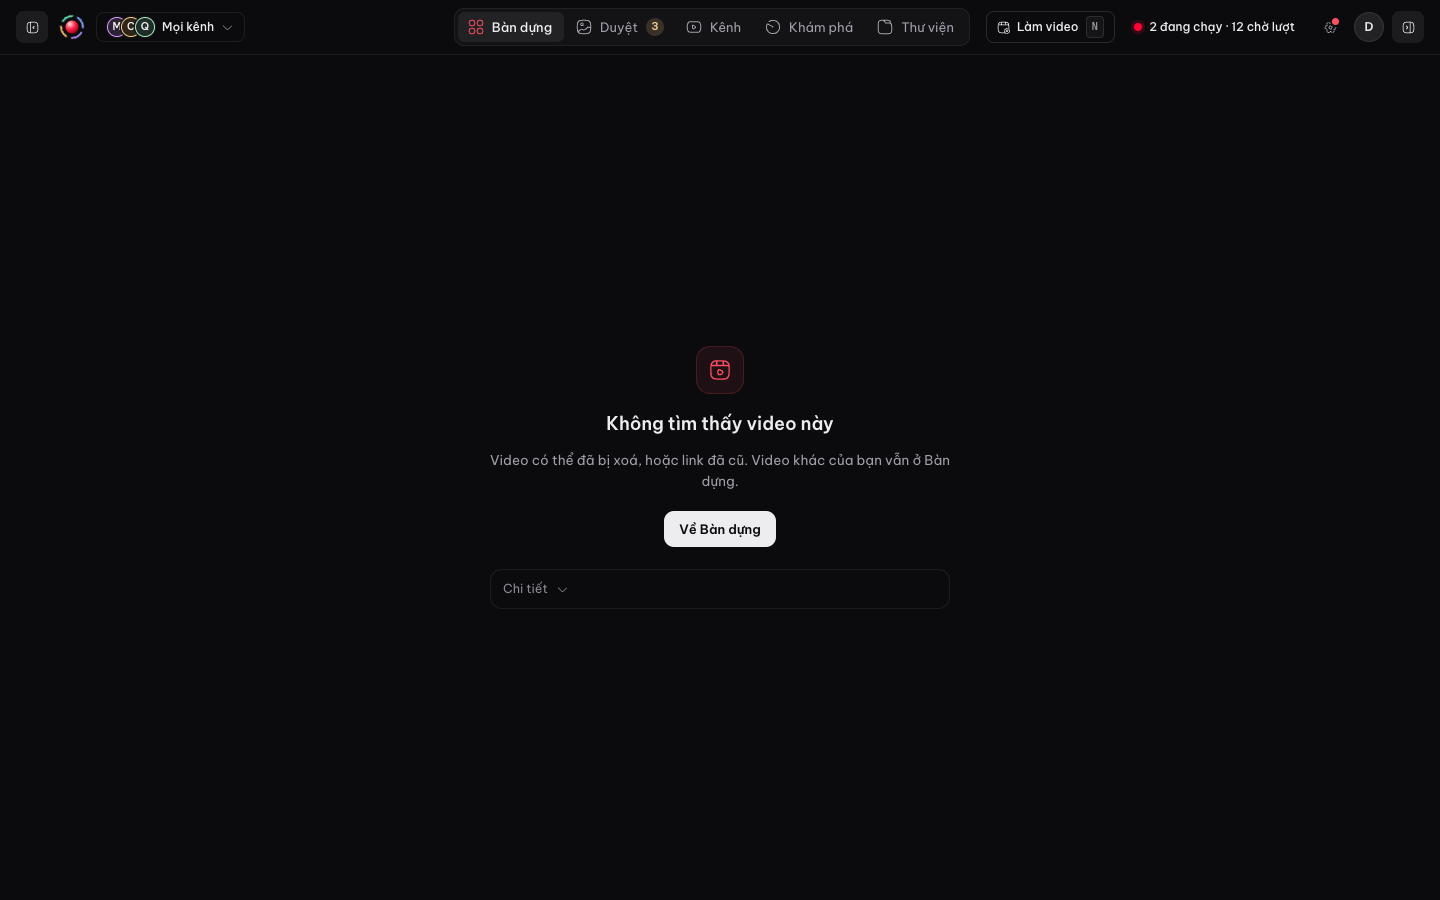 M C Q Mọi kênh
Bàn dựng
Duyệt 3
Kênh
Khám phá
Thư viện
Làm video N
2 đang chạy · 12 chờ lượt
D
Không tìm thấy video này
Video có thể đã bị xoá, hoặc link đã cũ. Video khác của bạn vẫn ở Bàn
dựng.
Về Bàn dựng
Chi tiết